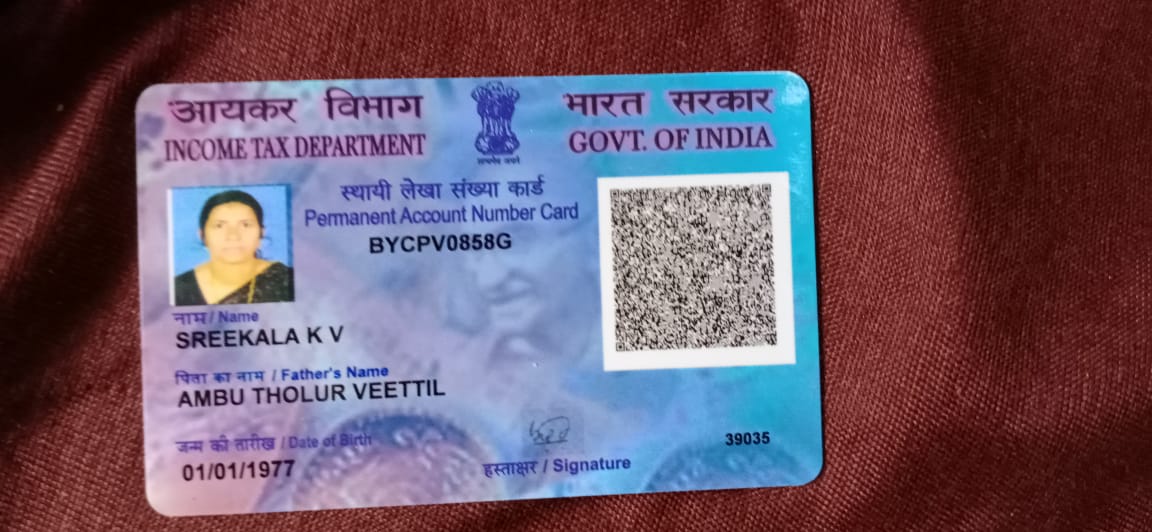 आयकर विभाग
INCOME TAX DEPARTMENT
सत्यमेव जयते
भारत सरकार
GOVT. OF INDIA
स्थायी लेखा संख्या कार्ड
Permanent Account Number Card
BYCPV0858G
नाम / Name
SREEKALA K V
पिता का नाम / Father's Name
AMBU THOLUR VEETTIL
जन्म की तारीख / Date of Birth
01/01/1977
हस्ताक्षर / Signature
39035